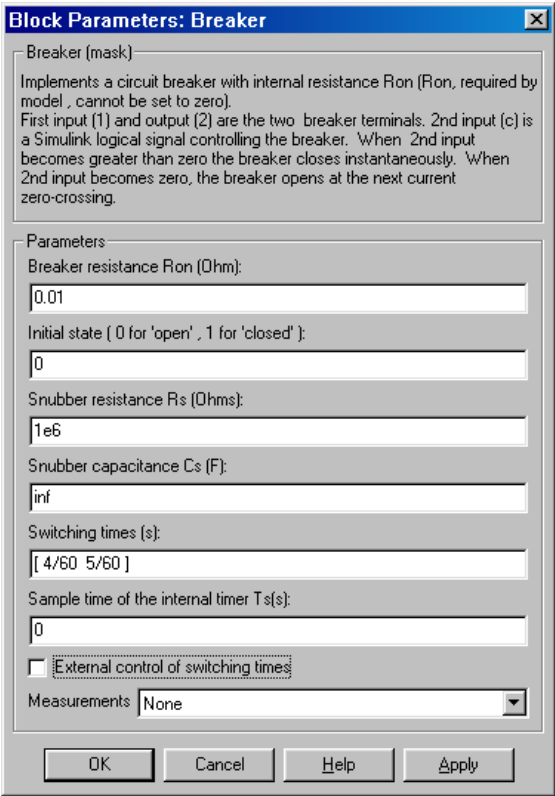 Block Parameters: Breaker
Breaker (mask)
Implements a circuit breaker with internal resistance Ron (Ron, required by
model , cannot be set to zero).
First input (1) and output (2) are the two breaker terminals. 2nd input (c) is
a Simulink logical signal controlling the breaker. When 2nd input
becomes greater than zero the breaker closes instantaneously. When
2nd input becomes zero, the breaker opens at the next current
zero-crossing.
Parameters
Breaker resistance Ron (Ohm):
0.01
Initial state ( 0 for 'open' , 1 for 'closed' ):
0
Snubber resistance Rs (Ohms):
1e6
Snubber capacitance Cs (F):
inf
Switching times (s):
[ 4/60 5/60 ]
Sample time of the internal timer Ts(s):
0
External control of switching times
Measurements None
OK Cancel Help Apply